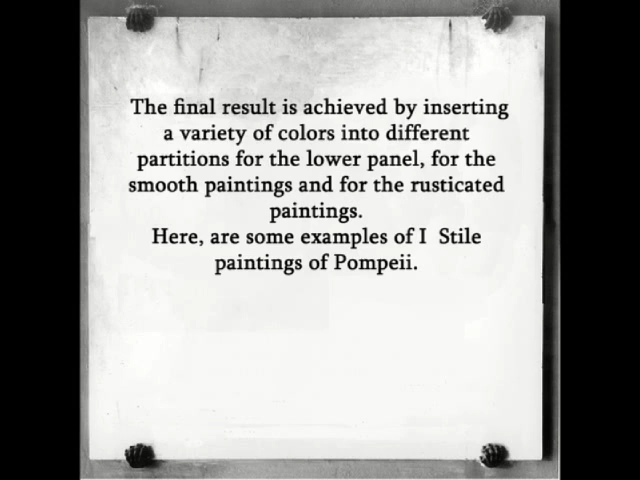 The final result is achieved by inserting
a variety of colors into different
partitions for the lower panel, for the
smooth paintings and for the rusticated
paintings.
Here, are some examples of I  Stile
paintings of Pompeii.